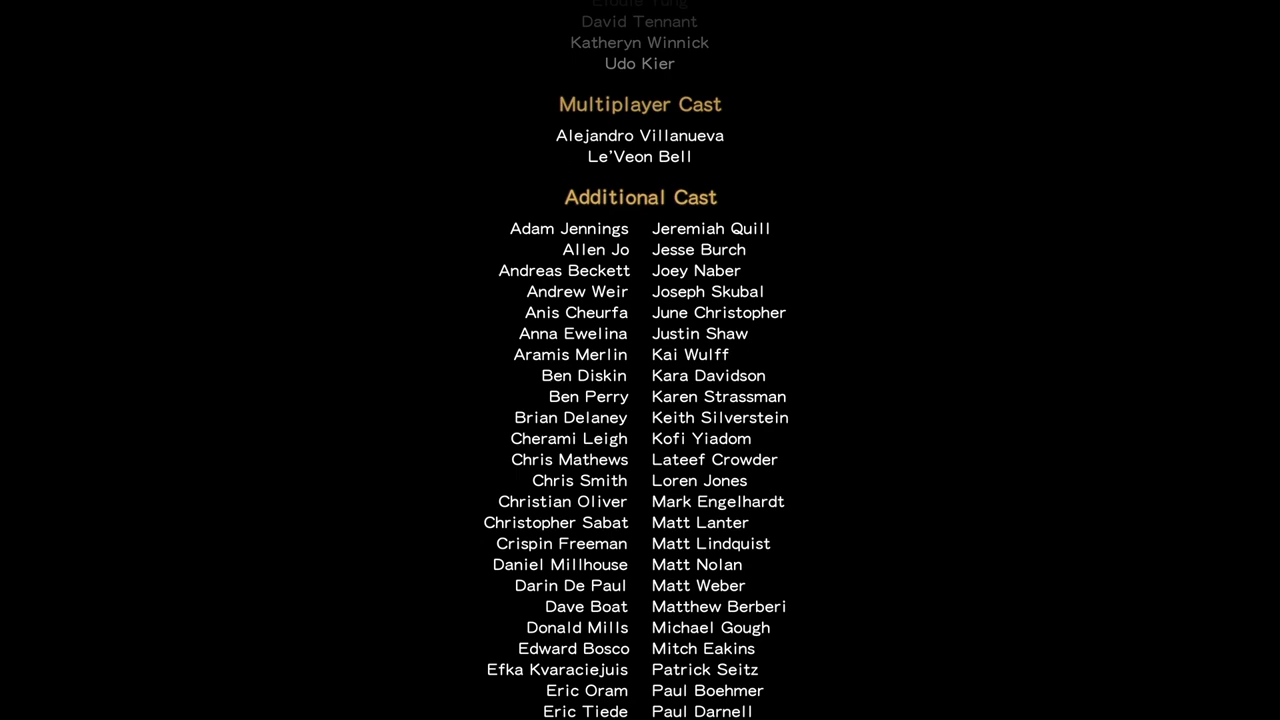 Elodie Yung
David Tennant
Katheryn Winnick
Udo Kier
Multiplayer Cast
Alejandro Villanueva
Le'Veon Bell
Additional Cast
Adam Jennings Jeremiah Quill
Allen Jo Jesse Burch
Andreas Beckett Joey Naber
Andrew Weir Joseph Skubal
Anis Cheurfa June Christopher
Anna Ewelina Justin Shaw
Aramis Merlin Kai Wulff
Ben Diskin Kara Davidson
Ben Perry Karen Strassman
Brian Delaney Keith Silverstein
Cherami Leigh Kofi Yiadom
Chris Mathews Lateef Crowder
Chris Smith Loren Jones
Christian Oliver Mark Engelhardt
Christopher Sabat Matt Lanter
Crispin Freeman Matt Lindquist
Daniel Millhouse Matt Nolan
Darin De Paul Matt Weber
Dave Boat Matthew Berberi
Donald Mills Michael Gough
Edward Bosco Mitch Eakins
Efka Kvaraciejuis Patrick Seitz
Eric Oram Paul Boehmer
Eric Tiede Paul Darnell